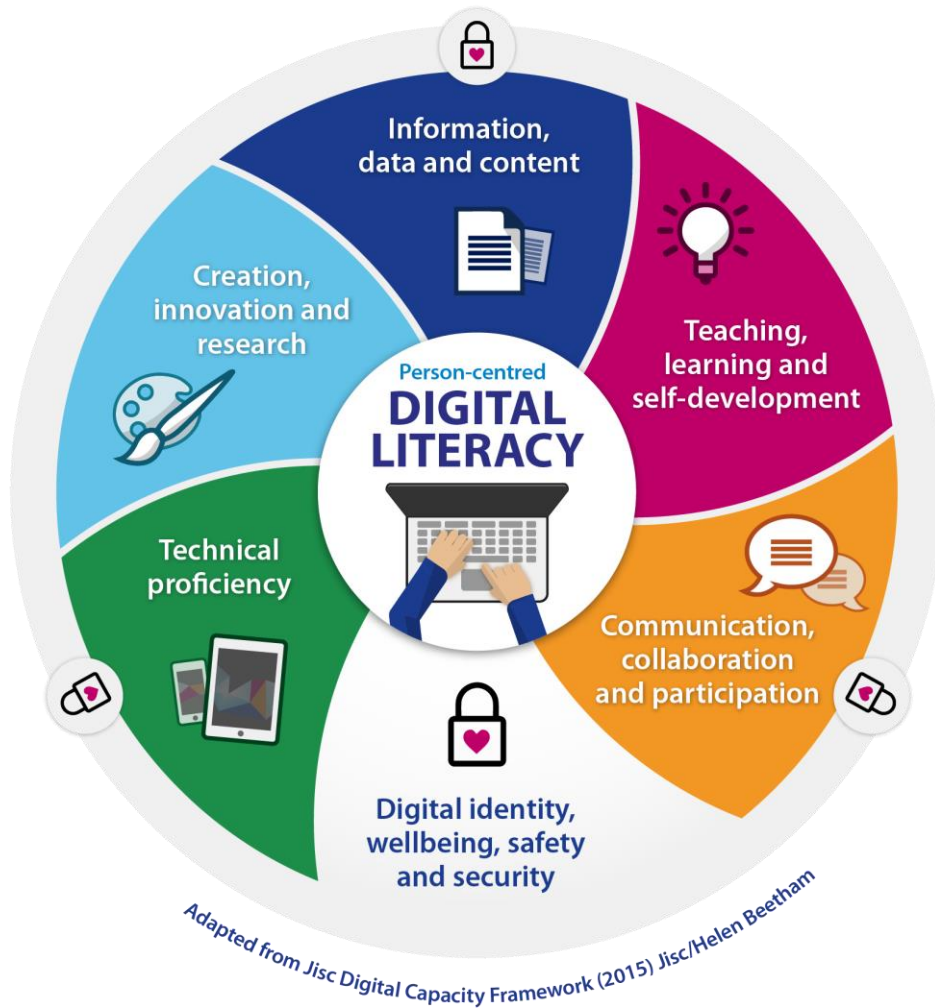 Person-centred
DIGITAL
LITERACY
Information,
data and content
Teaching,
learning and
self-development
Communication,
collaboration
and participation
Digital identity,
wellbeing, safety
and security
Technical
proficiency
Creation,
innovation and
research
Adapted from Jisc Digital Capacity Framework (2015) Jisc/Helen Beetham